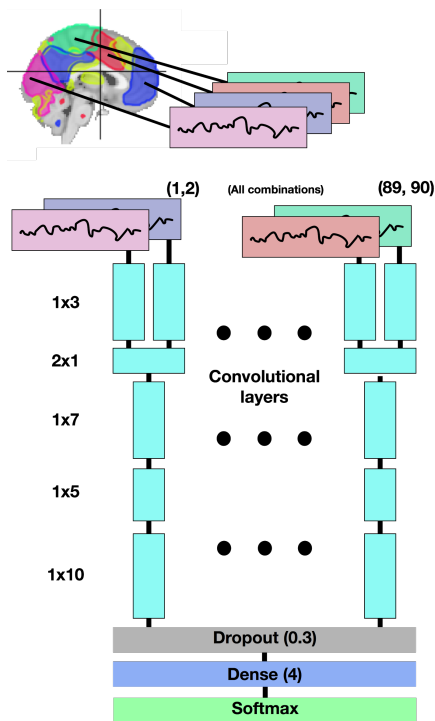 (1,2)
(All combinations)
(89, 90)
1x3
2x1
Convolutional
layers
1x7
1x5
1x10
Dropout (0.3)
Dense (4)
Softmax